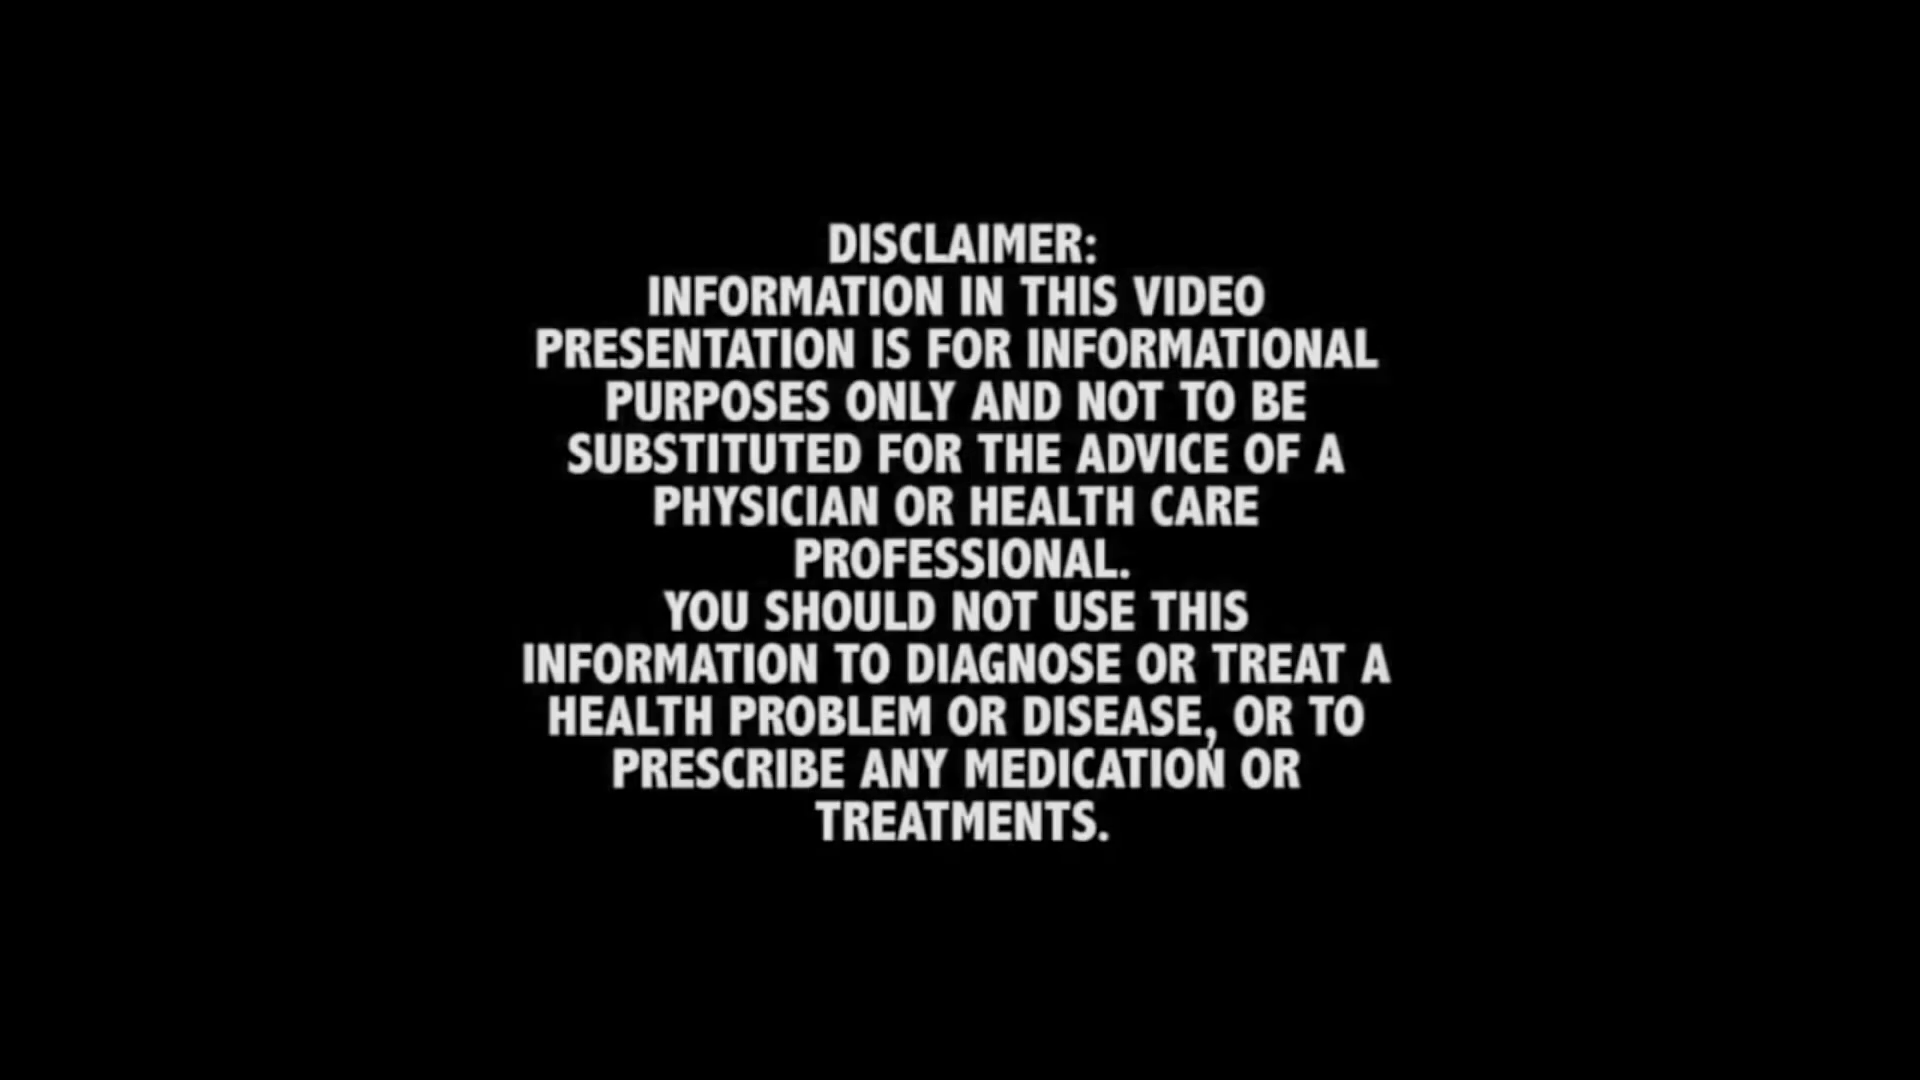 DISCLAIMER:
INFORMATION IN THIS VIDEO
PRESENTATION IS FOR INFORMATIONAL
PURPOSES ONLY AND NOT TO BE
SUBSTITUTED FOR THE ADVICE OF A
PHYSICIAN OR HEALTH CARE
PROFESSIONAL.
YOU SHOULD NOT USE THIS
INFORMATION TO DIAGNOSE OR TREAT A
HEALTH PROBLEM OR DISEASE, OR TO
PRESCRIBE ANY MEDICATION OR
TREATMENTS.